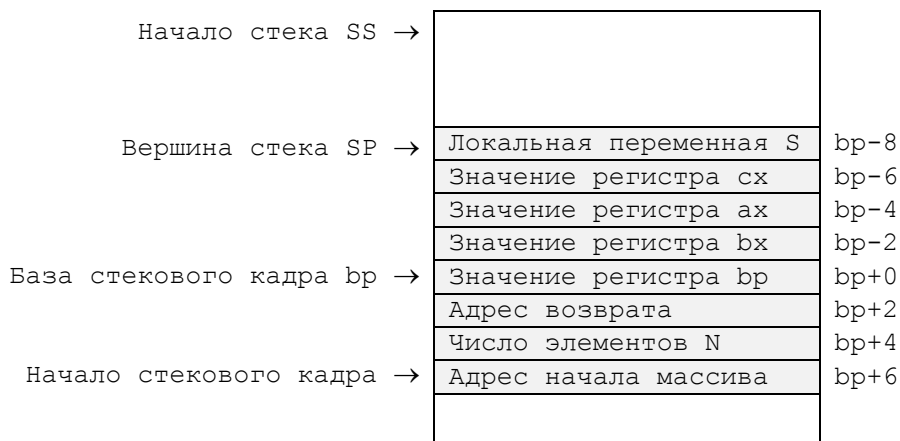 Начало стека SS →
Вершина стека SP → Локальная переменная S bp-8
Значение регистра cx bp-6
Значение регистра ax bp-4
Значение регистра bx bp-2
База стекового кадра bp → Значение регистра bp bp+0
Адрес возврата bp+2
Число элементов N bp+4
Начало стекового кадра → Адрес начала массива bp+6